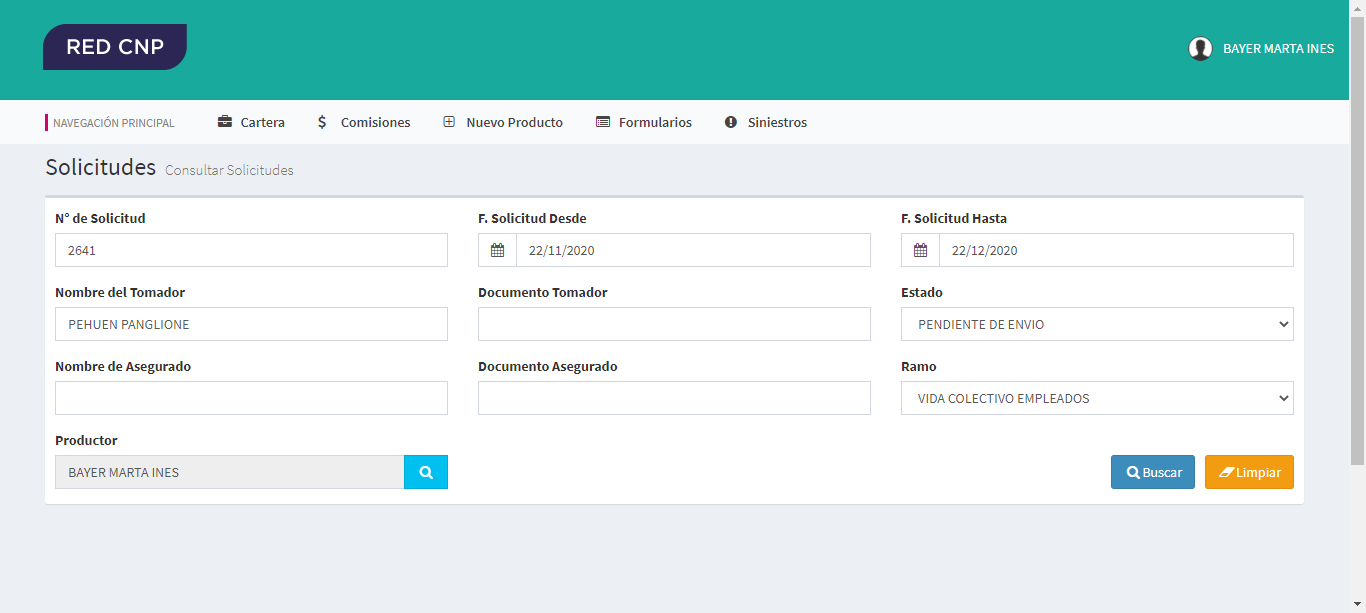 RED CNP
BAYER MARTA INES
NAVEGACIÓN PRINCIPAL Cartera $ Comisiones Nuevo Producto Formularios Siniestros
Solicitudes Consultar Solicitudes
N° de Solicitud F. Solicitud Desde F. Solicitud Hasta
2641 22/11/2020 22/12/2020
Nombre del Tomador Documento Tomador Estado
PEHUEN PANGLIONE PENDIENTE DE ENVIO
Nombre de Asegurado Documento Asegurado Ramo
VIDA COLECTIVO EMPLEADOS
Productor
BAYER MARTA INES Buscar Limpiar